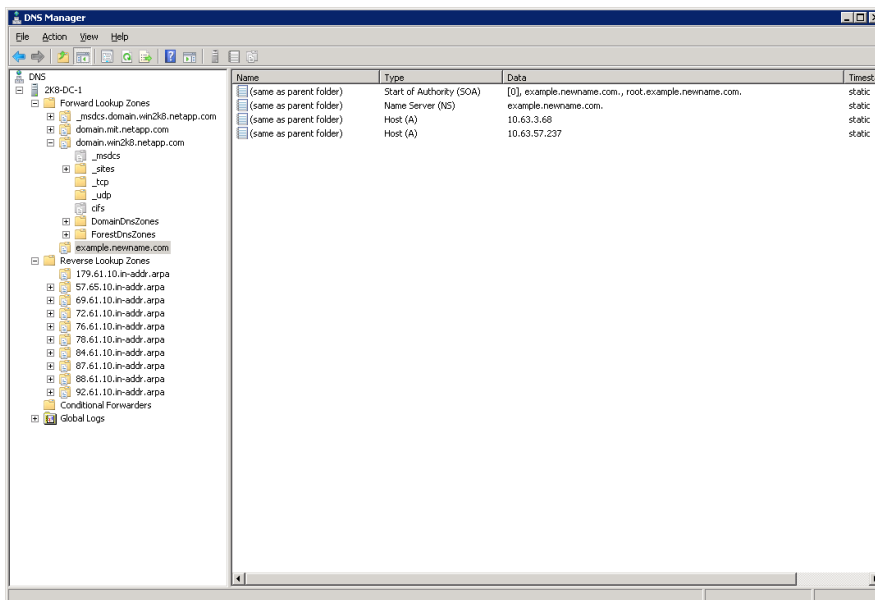 DNS Manager
File Action View Help
DNS
2K8-DC-1
Forward Lookup Zones
_msdcs.domain.win2k8.netapp.com
domain.mit.netapp.com
domain.win2k8.netapp.com
_msdcs
_sites
_tcp
_udp
cifs
DomainDnsZones
ForestDnsZones
example.newname.com
Reverse Lookup Zones
179.61.10.in-addr.arpa
57.65.10.in-addr.arpa
69.61.10.in-addr.arpa
72.61.10.in-addr.arpa
76.61.10.in-addr.arpa
78.61.10.in-addr.arpa
84.61.10.in-addr.arpa
87.61.10.in-addr.arpa
88.61.10.in-addr.arpa
92.61.10.in-addr.arpa
Conditional Forwarders
Global Logs
Name Type Data Timest
(same as parent folder) Start of Authority (SOA) [0], example.newname.com., root.example.newname.com. static
(same as parent folder) Name Server (NS) example.newname.com. static
(same as parent folder) Host (A) 10.63.3.68 static
(same as parent folder) Host (A) 10.63.57.237 static